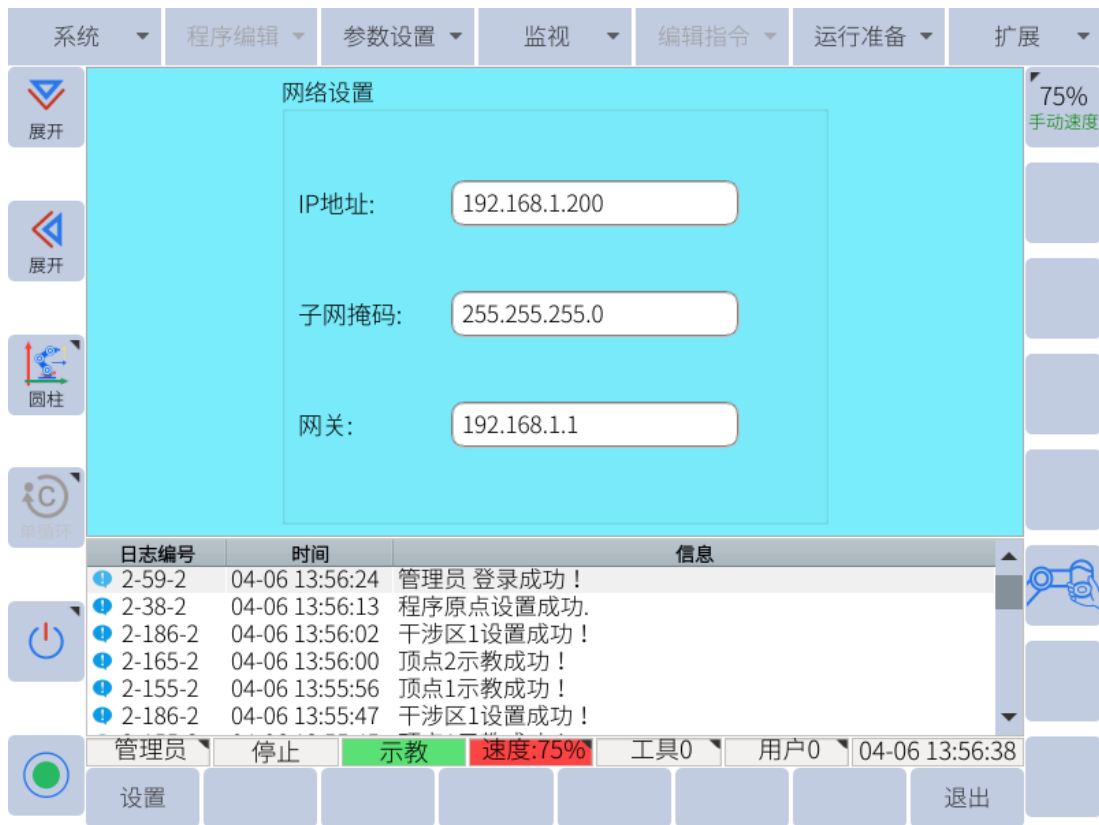 系统 程序编辑 参数设置 监视 编辑指令 运行准备 扩展
展开
75%
手动速度
网络设置
IP地址: 192.168.1.200
展开
子网掩码: 255.255.255.0
圆柱
网关: 192.168.1.1
单循环
日志编号 时间 信息
2-59-2 04-06 13:56:24 管理员 登录成功！
2-38-2 04-06 13:56:13 程序原点设置成功.
2-186-2 04-06 13:56:02 干涉区1设置成功！
2-165-2 04-06 13:56:00 顶点2示教成功！
2-155-2 04-06 13:55:56 顶点1示教成功！
2-186-2 04-06 13:55:47 干涉区1设置成功！
管理员 停止 示教 速度:75% 工具0 用户0 04-06 13:56:38
设置 退出